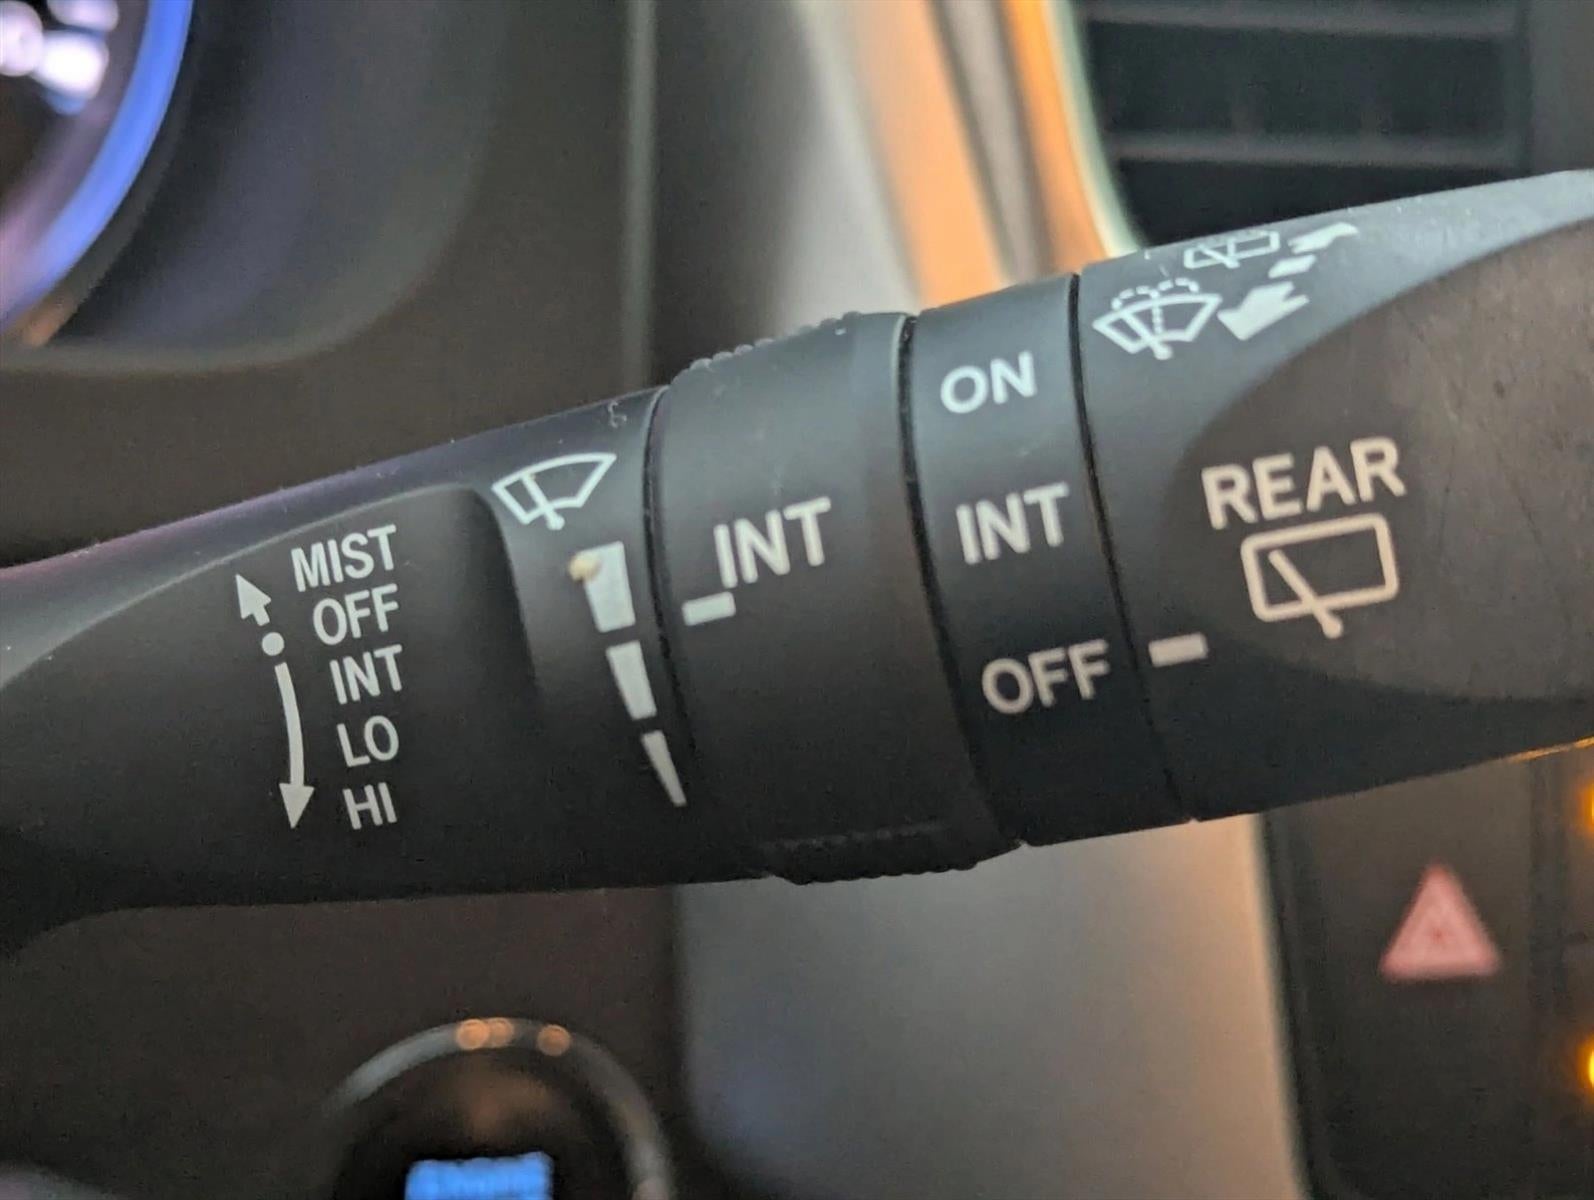 MIST
OFF
INT
LO
HI
INT
ON
INT
OFF
REAR